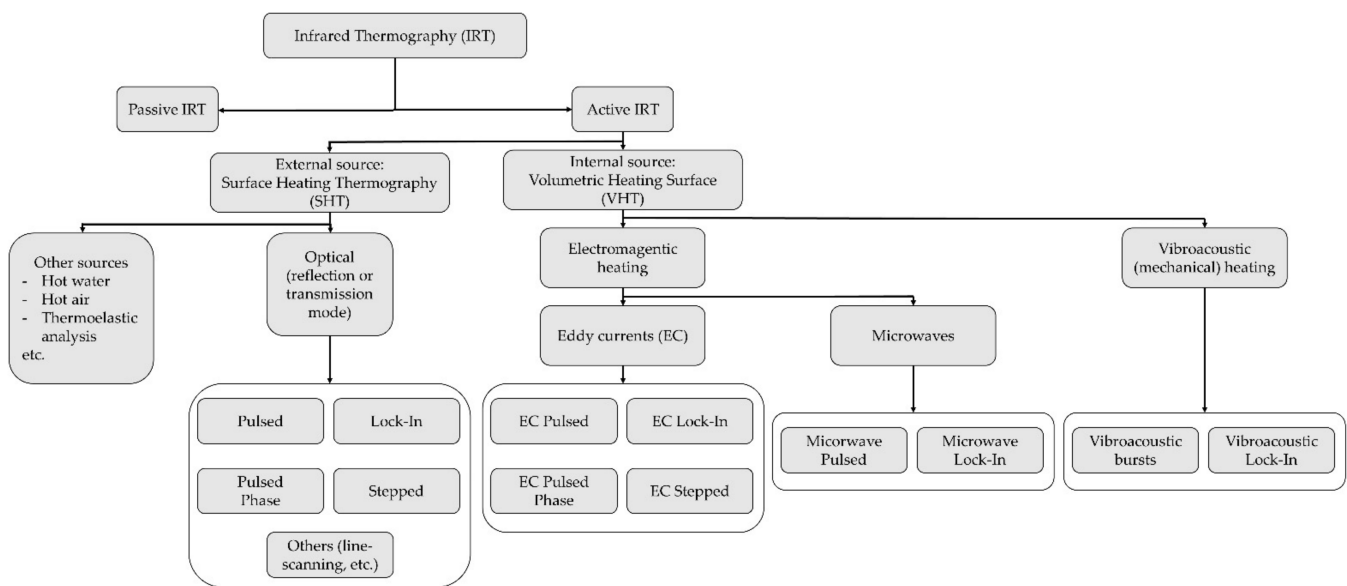 Infrared Thermography (IRT)
Passive IRT
Active IRT
External source:
Surface Heating Thermography
(SHT)
Internal source:
Volumetric Heating Surface
(VHT)
Other sources
- Hot water
- Hot air
- Thermoelastic
analysis
etc.
Optical
(reflection or
transmission
mode)
Electromagentic
heating
Vibroacoustic
(mechanical) heating
Eddy currents (EC)
Microwaves
Pulsed
Lock-In
Pulsed
Phase
Stepped
Others (line-
scanning, etc.)
EC Pulsed
EC Lock-In
EC Pulsed
Phase
EC Stepped
Micorwave
Pulsed
Microwave
Lock-In
Vibroacoustic
bursts
Vibroacoustic
Lock-In